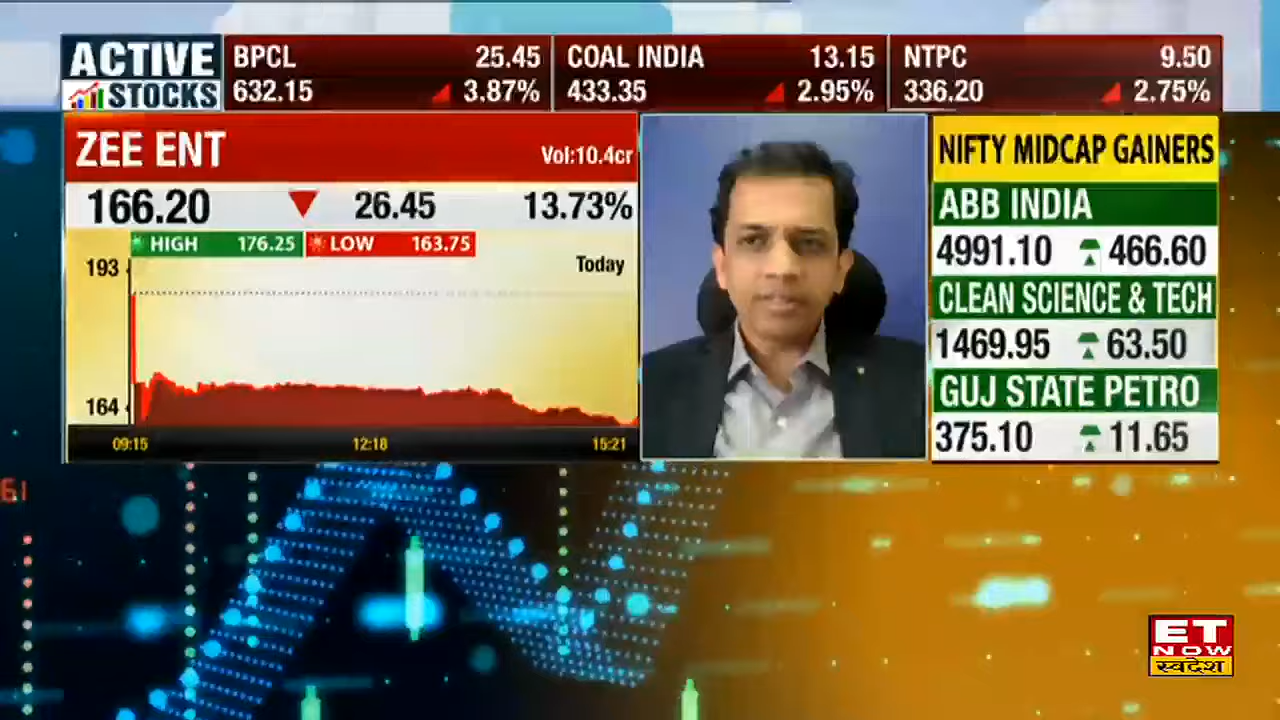 ACTIVE
STOCKS
BPCL 25.45
632.15 3.87%
COAL INDIA 13.15
433.35 2.95%
NTPC 9.50
336.20 2.75%
ZEE ENT Vol:10.4cr
166.20 26.45 13.73%
HIGH 176.25 LOW 163.75
Today
193
164
09:15 12:18 15:21
NIFTY MIDCAP GAINERS
ABB INDIA
4991.10 466.60
CLEAN SCIENCE & TECH
1469.95 63.50
GUJ STATE PETRO
375.10 11.65
61
ET
NOW
स्वदेश